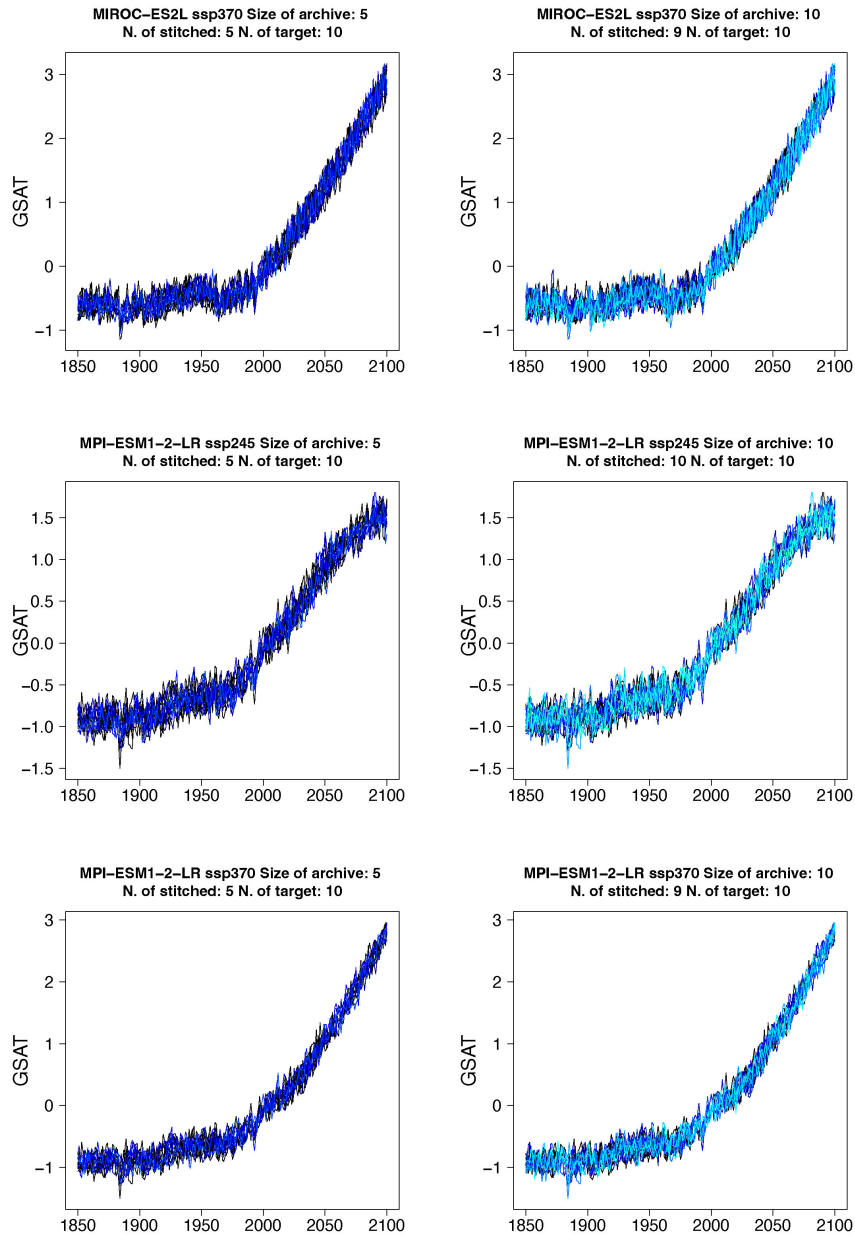 MIROC−ES2L ssp370 Size of archive: 5
N. of stitched: 5 N. of target: 10
GSAT
3
2
1
0
−1
1850 1900 1950 2000 2050 2100
MIROC−ES2L ssp370 Size of archive: 10
N. of stitched: 9 N. of target: 10
GSAT
3
2
1
0
−1
1850 1900 1950 2000 2050 2100
MPI−ESM1−2−LR ssp245 Size of archive: 5
N. of stitched: 5 N. of target: 10
GSAT
1.5
1.0
0.5
0.0
−0.5
−1.0
−1.5
1850 1900 1950 2000 2050 2100
MPI−ESM1−2−LR ssp245 Size of archive: 10
N. of stitched: 10 N. of target: 10
GSAT
1.5
1.0
0.5
0.0
−0.5
−1.0
−1.5
1850 1900 1950 2000 2050 2100
MPI−ESM1−2−LR ssp370 Size of archive: 5
N. of stitched: 5 N. of target: 10
GSAT
3
2
1
0
−1
1850 1900 1950 2000 2050 2100
MPI−ESM1−2−LR ssp370 Size of archive: 10
N. of stitched: 9 N. of target: 10
GSAT
3
2
1
0
−1
1850 1900 1950 2000 2050 2100